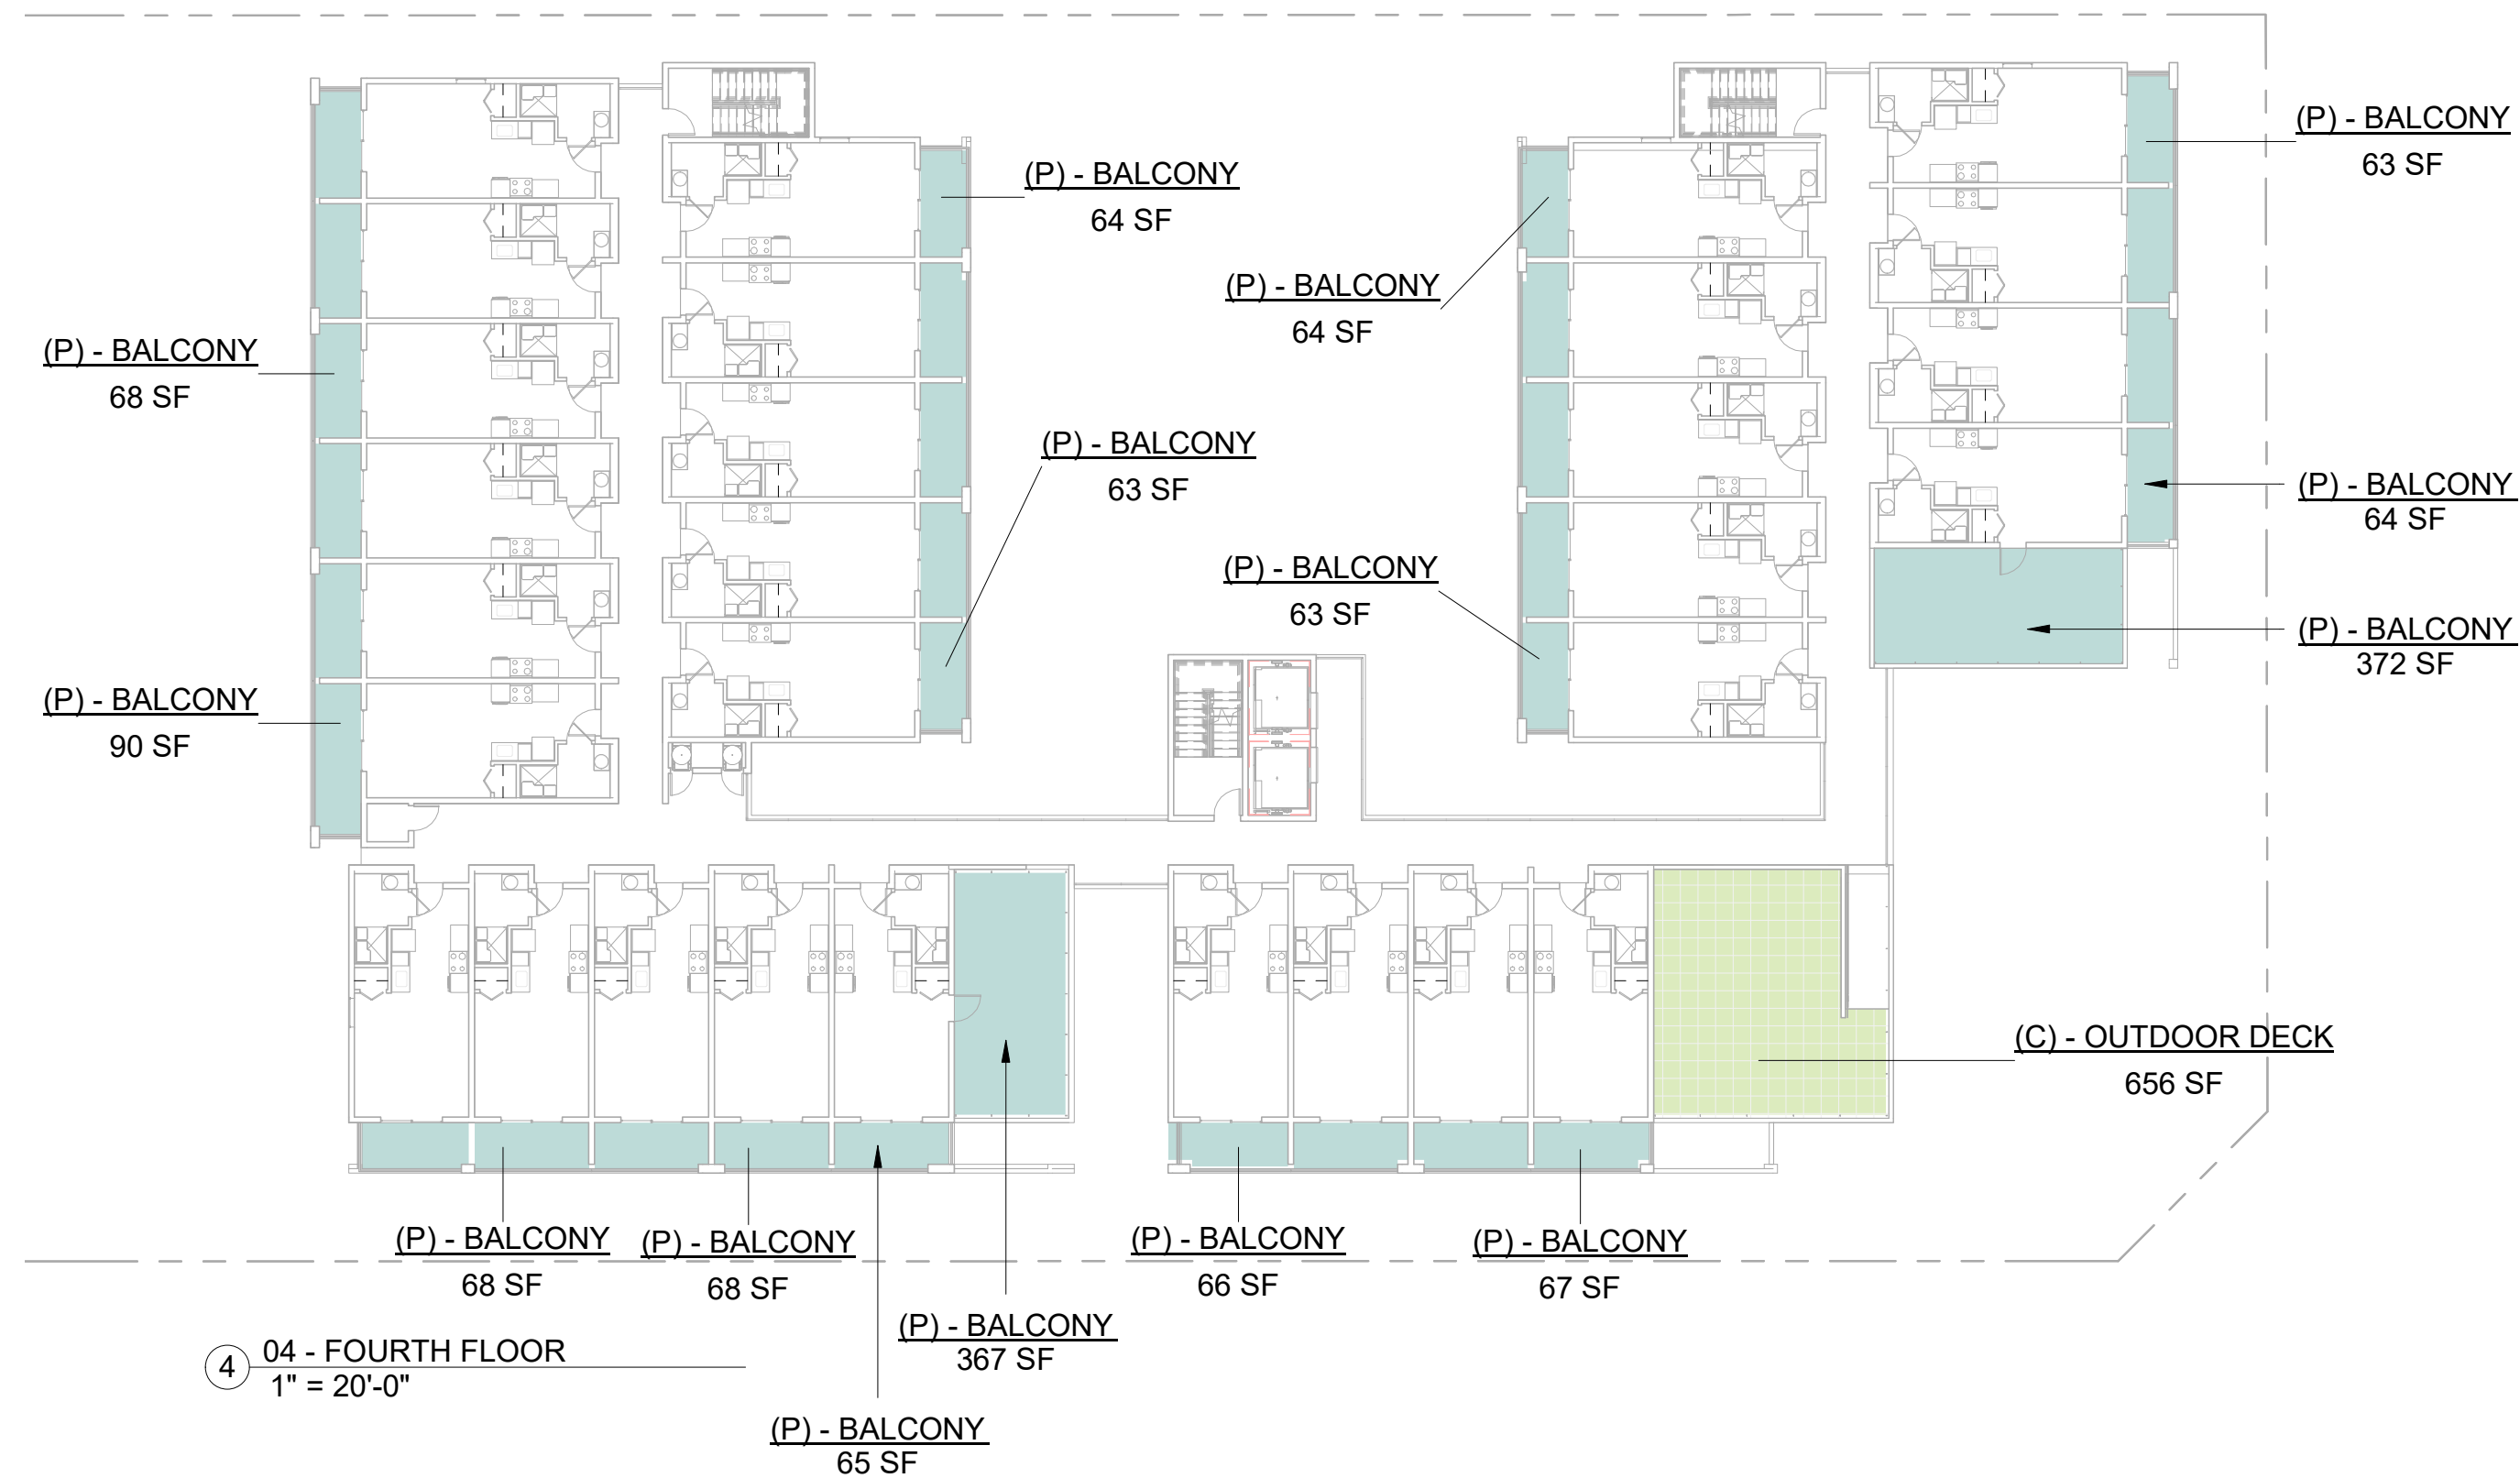 (P) - BALCONY
63 SF
(P) - BALCONY
64 SF
(P) - BALCONY
64 SF
(P) - BALCONY
68 SF
(P) - BALCONY
63 SF
(P) - BALCONY
64 SF
(P) - BALCONY
63 SF
(P) - BALCONY
372 SF
(P) - BALCONY
90 SF
(C) - OUTDOOR DECK
656 SF
(P) - BALCONY
68 SF
(P) - BALCONY
68 SF
(P) - BALCONY
66 SF
(P) - BALCONY
67 SF
(P) - BALCONY
367 SF
4
04 - FOURTH FLOOR
1" = 20'-0"
(P) - BALCONY
65 SF